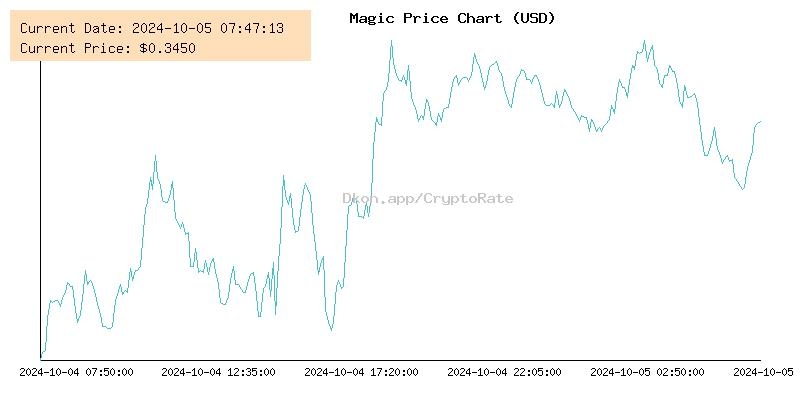 Magic Price Chart (USD)
Current Date: 2024-10-05 07:47:13
Current Price: $0.3450
Dkon.app/CryptoRate
2024-10-04 07:50:00
2024-10-04 12:35:00
2024-10-04 17:20:00
2024-10-04 22:05:00
2024-10-05 02:50:00
2024-10-05